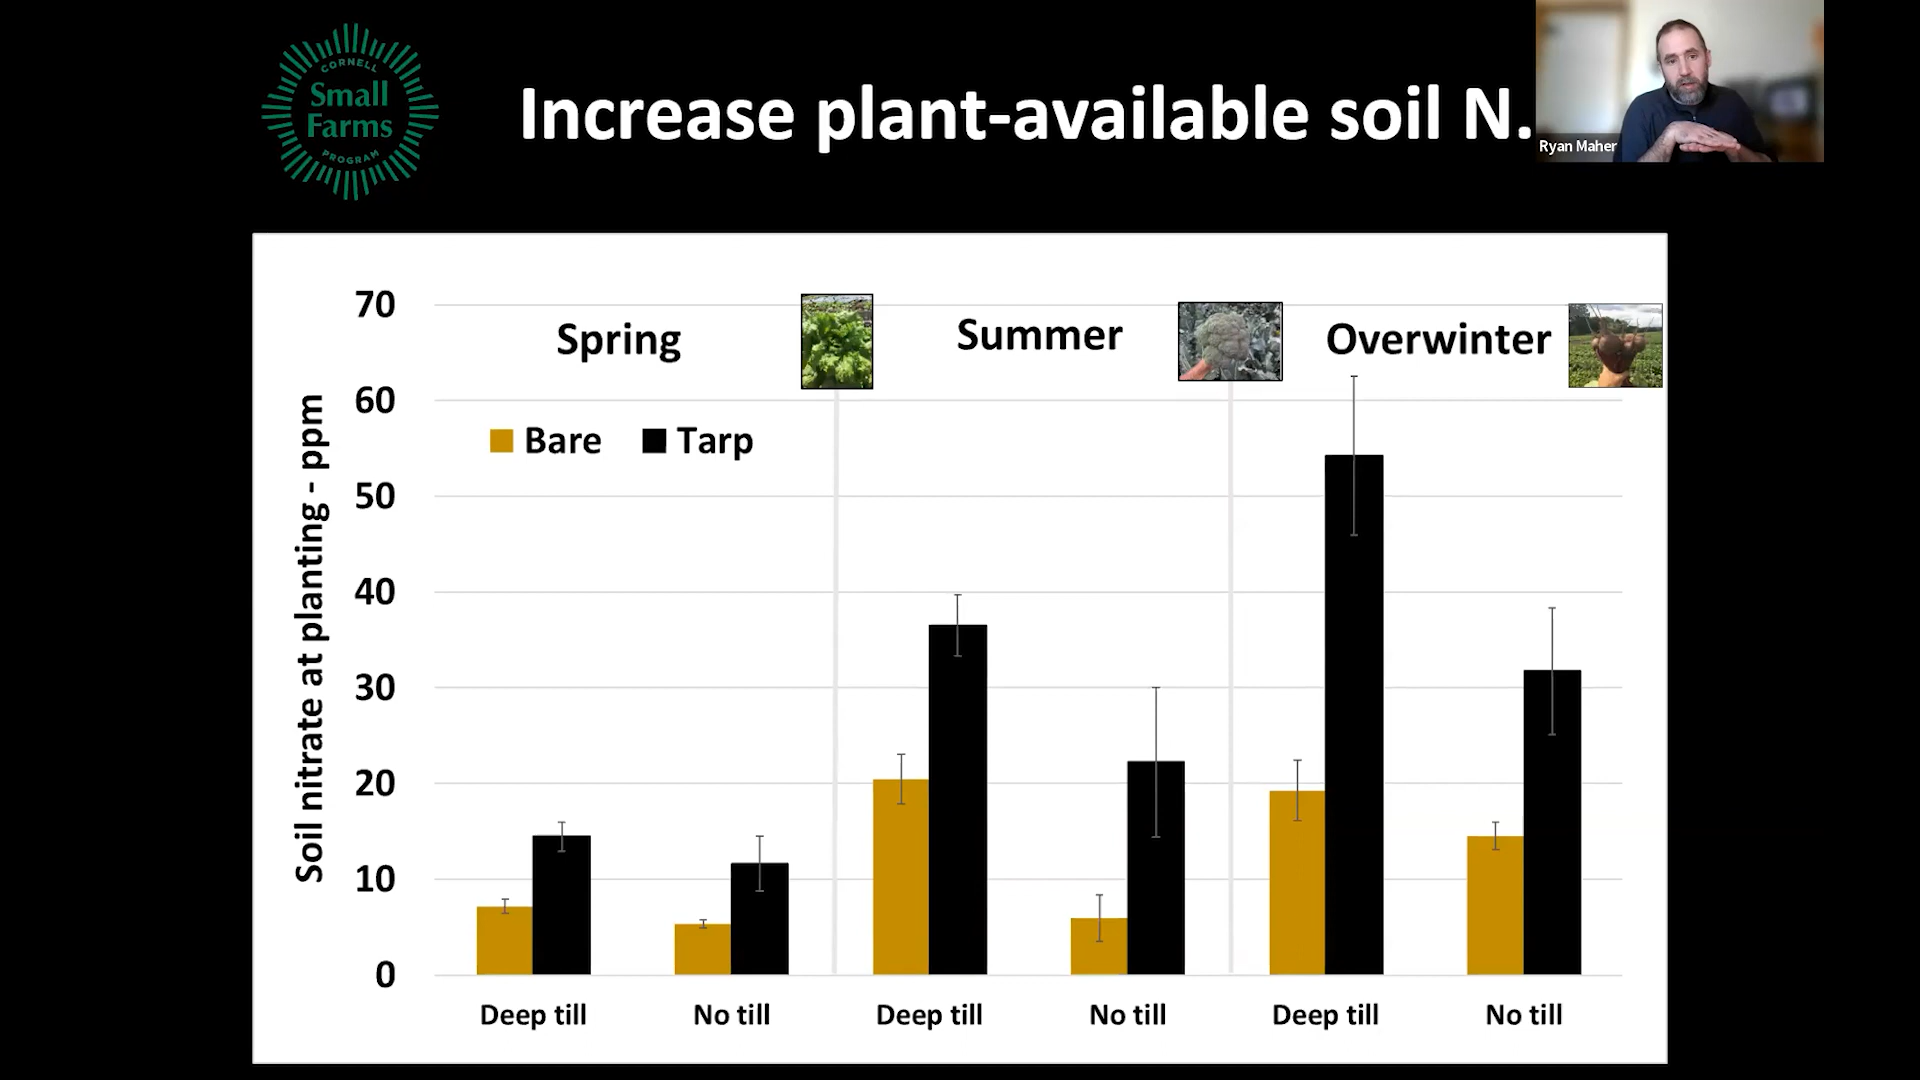 CORNELL
Small
Farms
PROGRAM
Increase plant-available soil N.
Ryan Maher
Spring
Summer
Overwinter
Bare
Tarp
Soil nitrate at planting - ppm
70
60
50
40
30
20
10
0
Deep till
No till
Deep till
No till
Deep till
No till